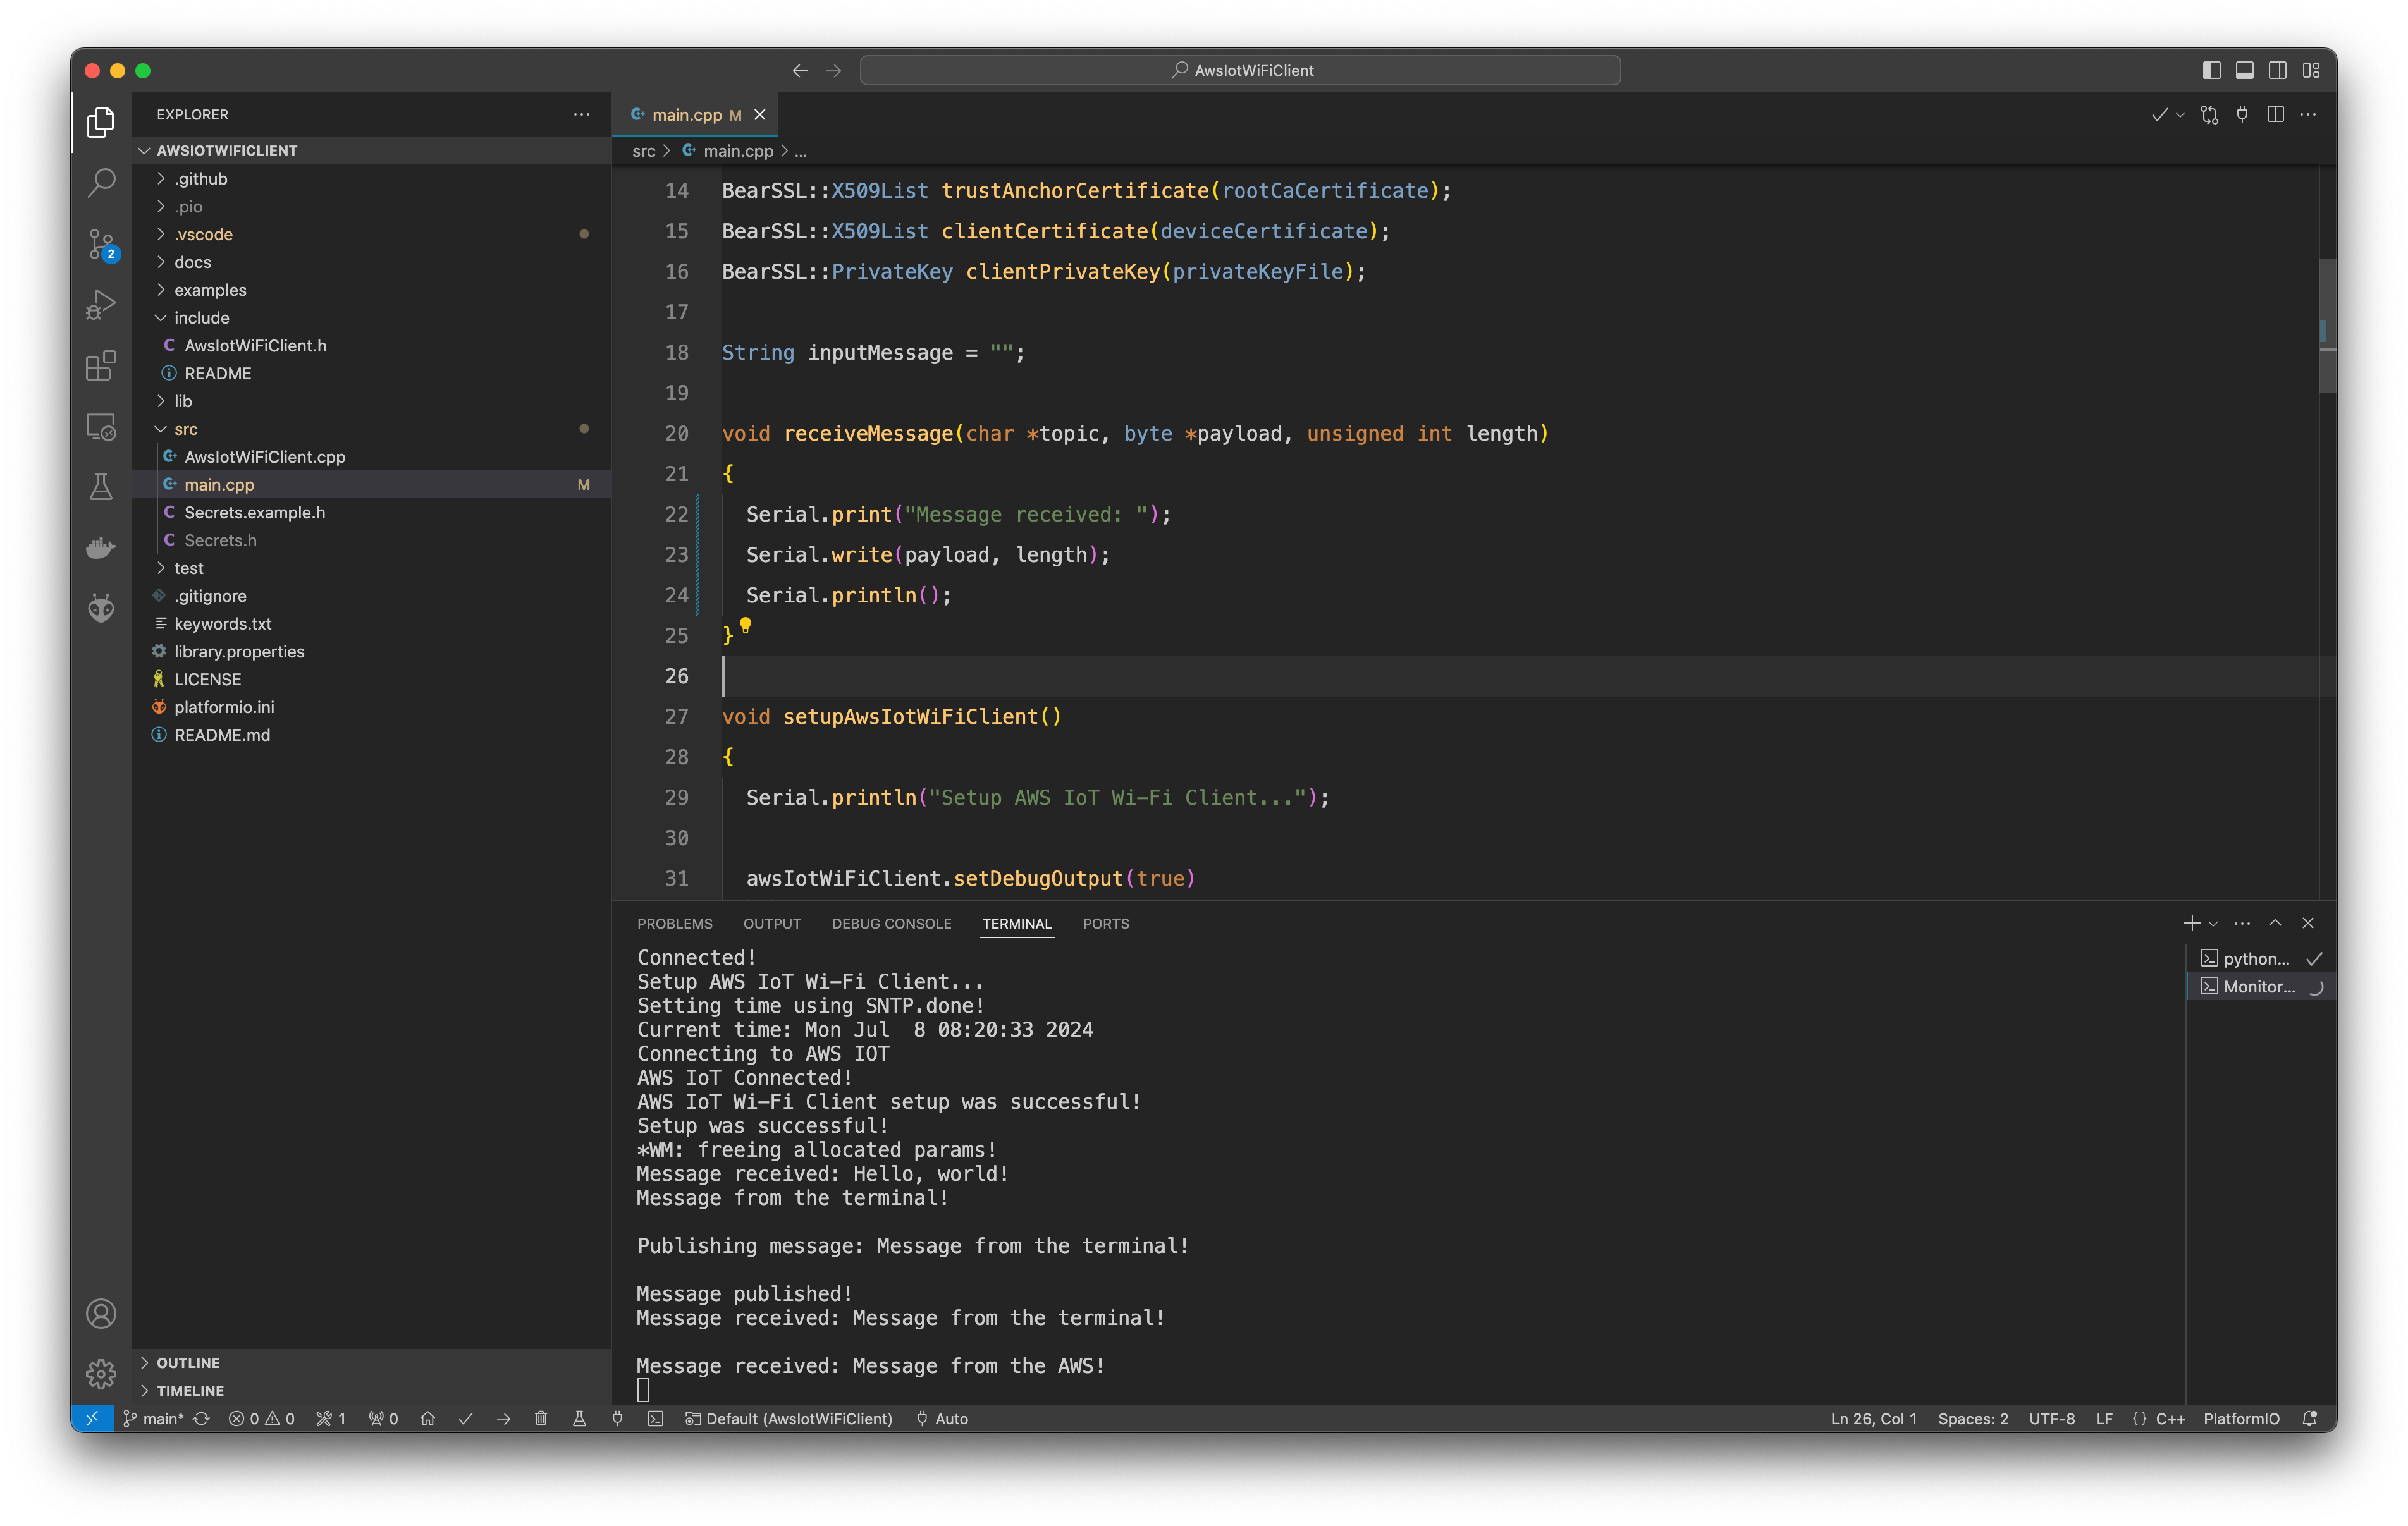 AwsIotWiFiClient
EXPLORER
AWSIOTWIFICLIENT
.github
.pio
.vscode
docs
examples
include
C AwsIotWiFiClient.h
README
lib
src
AwsIotWiFiClient.cpp
main.cpp M
C Secrets.example.h
C Secrets.h
test
.gitignore
keywords.txt
library.properties
LICENSE
platformio.ini
README.md
OUTLINE
TIMELINE
2
main.cpp M
src > main.cpp > ...
14 BearSSL::X509List trustAnchorCertificate(rootCaCertificate);
15 BearSSL::X509List clientCertificate(deviceCertificate);
16 BearSSL::PrivateKey clientPrivateKey(privateKeyFile);
17
18 String inputMessage = "";
19
20 void receiveMessage(char *topic, byte *payload, unsigned int length)
21 {
22 Serial.print("Message received: ");
23 Serial.write(payload, length);
24 Serial.println();
25 }
26
27 void setupAwsIotWiFiClient()
28 {
29 Serial.println("Setup AWS IoT Wi-Fi Client...");
30
31 awsIotWiFiClient.setDebugOutput(true)
PROBLEMS OUTPUT DEBUG CONSOLE TERMINAL PORTS
Connected!
Setup AWS IoT Wi-Fi Client...
Setting time using SNTP.done!
Current time: Mon Jul  8 08:20:33 2024
Connecting to AWS IOT
AWS IoT Connected!
AWS IoT Wi-Fi Client setup was successful!
Setup was successful!
*WM: freeing allocated params!
Message received: Hello, world!
Message from the terminal!
Publishing message: Message from the terminal!
Message published!
Message received: Message from the terminal!
Message received: Message from the AWS!
python...
Monitor...
main* 0 0 1 0 Default (AwsIotWiFiClient) Auto Ln 26, Col 1 Spaces: 2 UTF-8 LF {} C++ PlatformIO